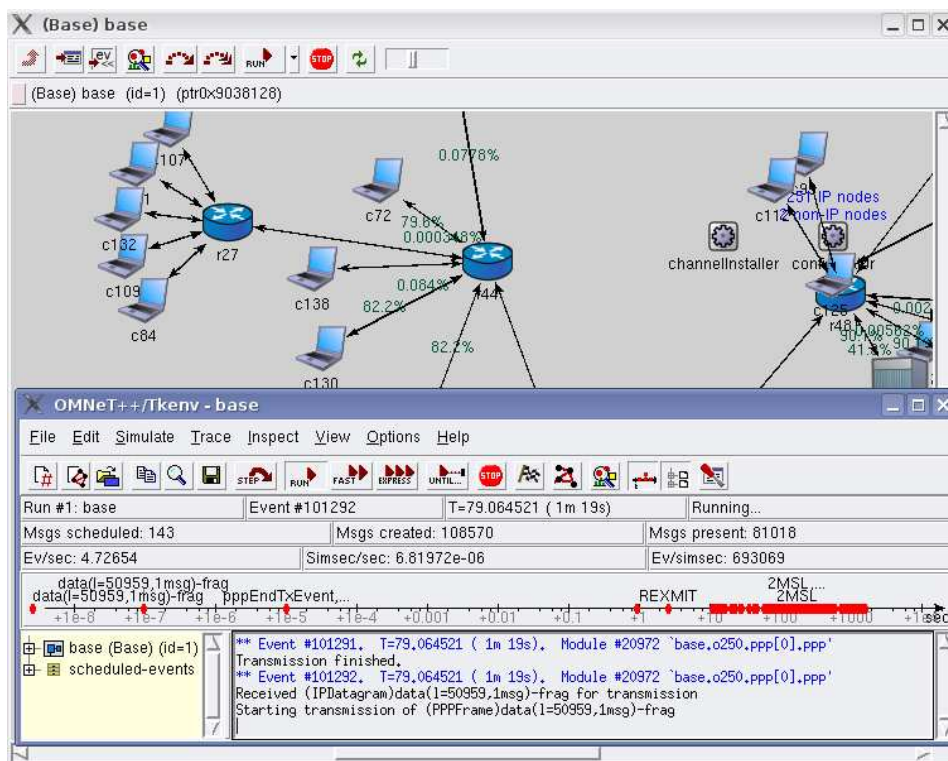 (Base) base
RUN
STOP
(Base) base (id=1) (ptr0x9038128)
107
c132
c109
c84
r27
c72
79.6%
0.0778%
c138
0.084%
82.2%
c130
82.2%
channelInstaller
c112
251 IP nodes
2 non-IP nodes
c125
r48
41.
OMNeT++/Tkenv - base
File Edit Simulate Trace Inspect View Options Help
STEP RUN FAST EXPRESS UNTIL... STOP
Run #1: base Event #101292 T=79.064521 ( 1m 19s) Running...
Msgs scheduled: 143 Msgs created: 108570 Msgs present: 81018
Ev/sec: 4.72654 Simsec/sec: 6.81972e-06 Ev/simsec: 693069
data(l=50959,1msg)-frag 2MSL,...
data(l=50959,1msg)-frag pppEndTxEvent,... REXMIT 2MSL
+1e-8 +1e-7 +1e-6 +1e-5 +1e-4 +0.001 +0.01 +0.1 +1 +10 +100 +1000 sec
base (Base) (id=1)
scheduled-events
** Event #101291. T=79.064521 ( 1m 19s). Module #20972 `base.o250.ppp[0].ppp'
Transmission finished.
** Event #101292. T=79.064521 ( 1m 19s). Module #20972 `base.o250.ppp[0].ppp'
Received (IPDatagram)data(l=50959,1msg)-frag for transmission
Starting transmission of (PPPFrame)data(l=50959,1msg)-frag